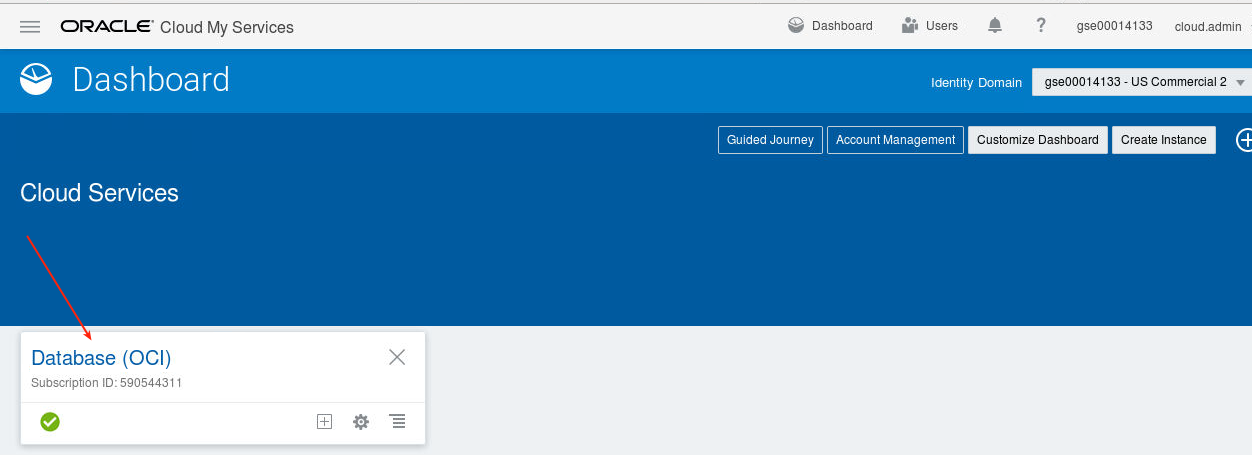 ORACLE Cloud My Services Dashboard Users ? gse00014133 cloud.admin
Dashboard Identity Domain gse00014133 - US Commercial 2
Guided Journey Account Management Customize Dashboard Create Instance
Cloud Services
Database (OCI)
Subscription ID: 590544311